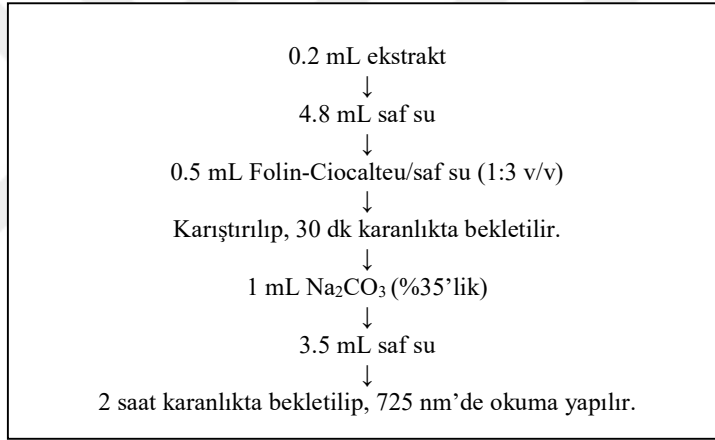 0.2 mL ekstrakt
↓
4.8 mL saf su
↓
0.5 mL Folin-Ciocalteu/saf su (1:3 v/v)
↓
Karıştırılıp, 30 dk karanlıkta bekletilir.
↓
1 mL Na₂CO₃ (%35’lik)
↓
3.5 mL saf su
↓
2 saat karanlıkta bekletilip, 725 nm’de okuma yapılır.